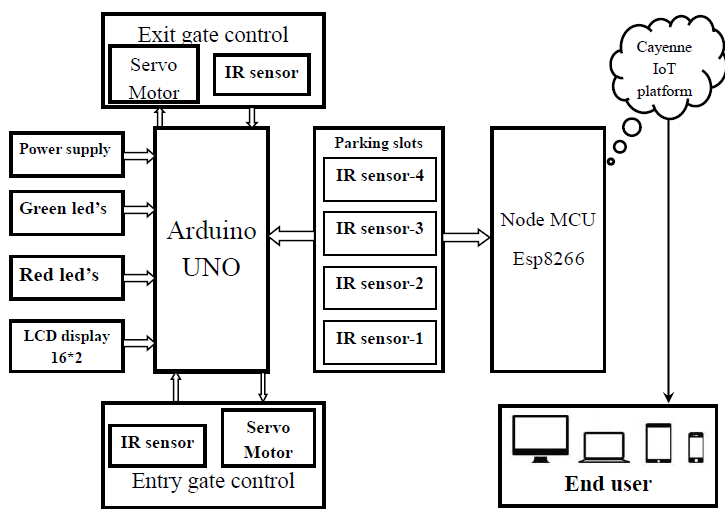 Exit gate control
Servo
Motor
IR sensor
Cayenne
IoT
platform
Power supply
Green led's
Red led's
LCD display
16*2
Arduino
UNO
Parking slots
IR sensor-4
IR sensor-3
IR sensor-2
IR sensor-1
Node MCU
Esp8266
IR sensor
Servo
Motor
Entry gate control
End user